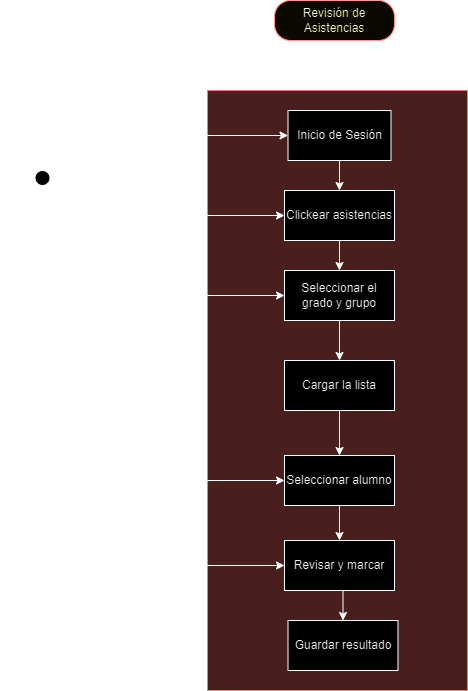 Revisión de
Asistencias
Inicio de Sesión
Clickear asistencias
Seleccionar el
grado y grupo
Cargar la lista
Seleccionar alumno
Revisar y marcar
Guardar resultado